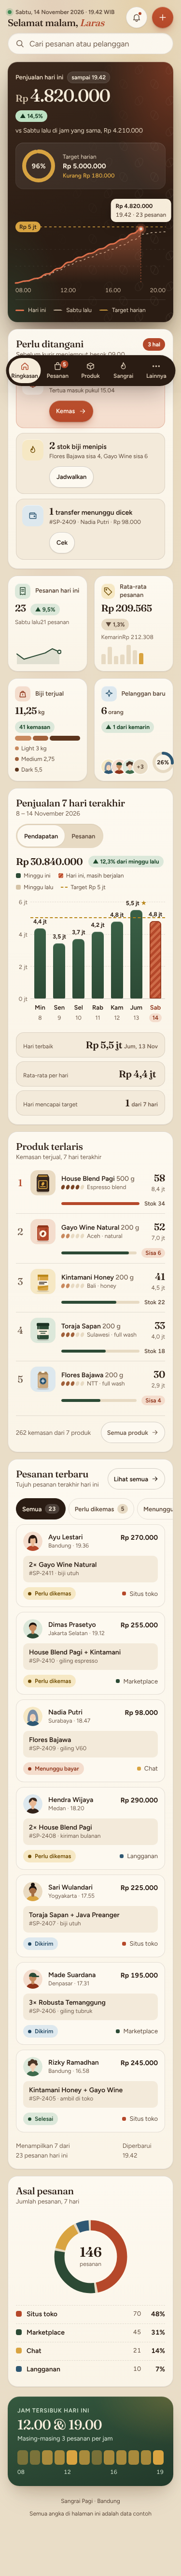 Sabtu, 14 November 2026 · 19.42 WIB
Selamat malam, Laras
Cari pesanan atau pelanggan
Penjualan hari ini
sampai 19.42
Rp 4.820.000
▲ 14,5%
vs Sabtu lalu di jam yang sama, Rp 4.210.000
96%
Target harian
Rp 5.000.000
Kurang Rp 180.000
Rp 4.820.000
19.42 · 23 pesanan
Rp 5 jt
08.00 12.00 16.00 20.00
Hari ini Sabtu lalu Target harian
Perlu ditangani
3 hal
Ringkasan
Pesanan
Produk
Sangrai
Lainnya
Tertua masuk pukul 15.04
Kemas →
2 stok biji menipis
Flores Bajawa sisa 4, Gayo Wine sisa 6
Jadwalkan
1 transfer menunggu dicek
#SP-2409 · Nadia Putri · Rp 98.000
Cek
Pesanan hari ini
23 ▲ 9,5%
Sabtu lalu21 pesanan
Rata-rata pesanan
Rp 209.565
▼ 1,3%
KemarinRp 212.308
Biji terjual
11,25 kg
41 kemasan
Light 3 kg
Medium 2,75
Dark 5,5
Pelanggan baru
6 orang
▲ 1 dari kemarin
+3
26%
Penjualan 7 hari terakhir
8 – 14 November 2026
Pendapatan Pesanan
Rp 30.840.000 ▲ 12,3% dari minggu lalu
Minggu ini Hari ini, masih berjalan
Minggu lalu Target Rp 5 jt
6 jt
4 jt
2 jt
0 jt
4,4 jt
3,5 jt
3,7 jt
4,2 jt
4,8 jt
5,5 jt ★
4,8 jt
Min Sen Sel Rab Kam Jum Sab
8 9 10 11 12 13 14
Hari terbaik Rp 5,5 jt Jum, 13 Nov
Rata-rata per hari Rp 4,4 jt
Hari mencapai target 1 dari 7 hari
Produk terlaris
Kemasan terjual, 7 hari terakhir
1 House Blend Pagi 500 g 58
Espresso blend 8,4 jt
Stok 34
2 Gayo Wine Natural 200 g 52
Aceh · natural 7,0 jt
Sisa 6
3 Kintamani Honey 200 g 41
Bali · honey 4,5 jt
Stok 22
4 Toraja Sapan 200 g 33
Sulawesi · full wash 4,0 jt
Stok 18
5 Flores Bajawa 200 g 30
NTT · full wash 2,9 jt
Sisa 4
262 kemasan dari 7 produk
Semua produk →
Pesanan terbaru
Tujuh pesanan terakhir hari ini
Lihat semua →
Semua 23
Perlu dikemas 5
Ayu Lestari Rp 270.000
Bandung · 19.36
2× Gayo Wine Natural
#SP-2411 · biji utuh
Perlu dikemas Situs toko
Dimas Prasetyo Rp 255.000
Jakarta Selatan · 19.12
House Blend Pagi + Kintamani
#SP-2410 · giling espresso
Perlu dikemas Marketplace
Nadia Putri Rp 98.000
Surabaya · 18.47
Flores Bajawa
#SP-2409 · giling V60
Menunggu bayar Chat
Hendra Wijaya Rp 290.000
Medan · 18.20
2× House Blend Pagi
#SP-2408 · kiriman bulanan
Perlu dikemas Langganan
Sari Wulandari Rp 225.000
Yogyakarta · 17.55
Toraja Sapan + Java Preanger
#SP-2407 · biji utuh
Dikirim Situs toko
Made Suardana Rp 195.000
Denpasar · 17.31
3× Robusta Temanggung
#SP-2406 · giling tubruk
Dikirim Marketplace
Rizky Ramadhan Rp 245.000
Bandung · 16.58
Kintamani Honey + Gayo Wine
#SP-2405 · ambil di toko
Selesai Situs toko
Menampilkan 7 dari 23 pesanan hari ini
Diperbarui 19.42
Asal pesanan
Jumlah pesanan, 7 hari
146
pesanan
Situs toko 70 48%
Marketplace 45 31%
Chat 21 14%
Langganan 10 7%
JAM TERSIBUK HARI INI
12.00 & 19.00
Masing-masing 3 pesanan per jam
08 12 16 19
Sangrai Pagi · Bandung
Semua angka di halaman ini adalah data contoh